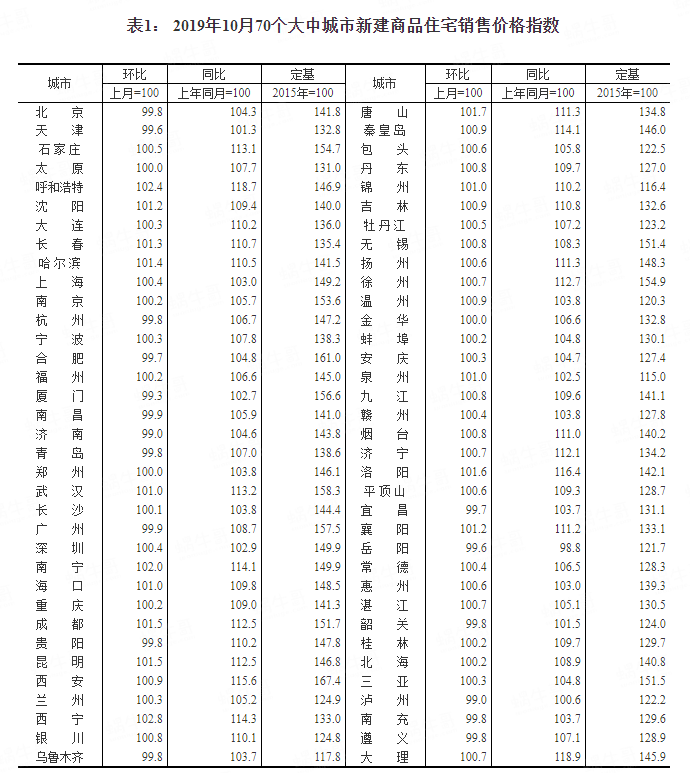 表1： 2019年10月70个大中城市新建商品住宅销售价格指数
城市 环比 同比 定基 城市 环比 同比 定基
上月=100 上年同月=100 2015年=100 上月=100 上年同月=100 2015年=100
北京 99.8 104.3 141.8 唐山 101.7 111.3 134.8
天津 99.6 101.3 132.8 秦皇岛 100.9 114.1 146.0
石家庄 100.5 113.1 154.7 包头 100.6 105.8 122.5
太原 100.0 107.7 131.0 丹东 100.8 109.7 127.0
呼和浩特 102.4 118.7 146.9 锦州 101.0 110.2 116.4
沈阳 101.2 109.4 140.0 吉林 100.9 110.8 132.6
大连 100.3 110.2 136.0 牡丹江 100.5 107.2 123.2
长春 101.3 110.7 135.4 无锡 100.8 108.3 151.4
哈尔滨 101.4 110.5 141.5 扬州 100.6 111.3 148.3
上海 100.4 103.0 149.2 徐州 100.7 112.7 154.9
南京 100.2 105.7 153.6 温州 100.9 103.8 120.3
杭州 99.8 106.7 147.2 金华 100.0 106.6 132.8
宁波 100.3 107.8 138.3 蚌埠 100.2 104.8 130.1
合肥 99.7 104.8 161.0 安庆 100.3 104.7 127.4
福州 100.2 106.6 145.0 泉州 101.0 102.5 115.0
厦门 99.3 102.7 156.6 九江 100.8 109.6 141.1
南昌 99.9 105.9 141.0 赣州 100.4 103.8 127.8
济南 99.0 104.6 143.8 烟台 100.8 111.0 140.2
青岛 99.8 107.0 138.6 济宁 100.7 112.1 134.2
郑州 100.0 103.8 146.1 洛阳 101.6 116.4 142.1
武汉 101.0 113.2 158.3 平顶山 100.6 109.3 128.7
长沙 100.1 103.8 144.4 宜昌 99.7 103.7 131.1
广州 99.9 108.7 157.5 襄阳 101.2 111.2 133.1
深圳 100.4 102.9 149.9 岳阳 99.6 98.8 121.7
南宁 102.0 114.1 149.9 常德 100.4 106.5 128.3
海口 101.0 109.8 148.5 惠州 100.6 103.0 139.3
重庆 100.2 109.0 141.3 湛江 100.7 105.1 130.5
成都 101.5 112.5 151.7 韶关 99.8 101.5 124.0
贵阳 99.8 110.2 147.8 桂林 100.2 109.7 129.7
昆明 101.5 112.5 146.8 北海 100.2 108.9 140.8
西安 100.9 115.6 167.4 三亚 100.3 104.8 151.5
兰州 100.3 105.2 124.9 泸州 99.0 100.6 122.2
西宁 102.8 114.3 133.0 南充 99.8 103.7 129.6
银川 100.8 110.1 124.8 遵义 99.8 107.1 128.9
乌鲁木齐 99.8 103.7 117.8 大理 100.7 118.9 145.9